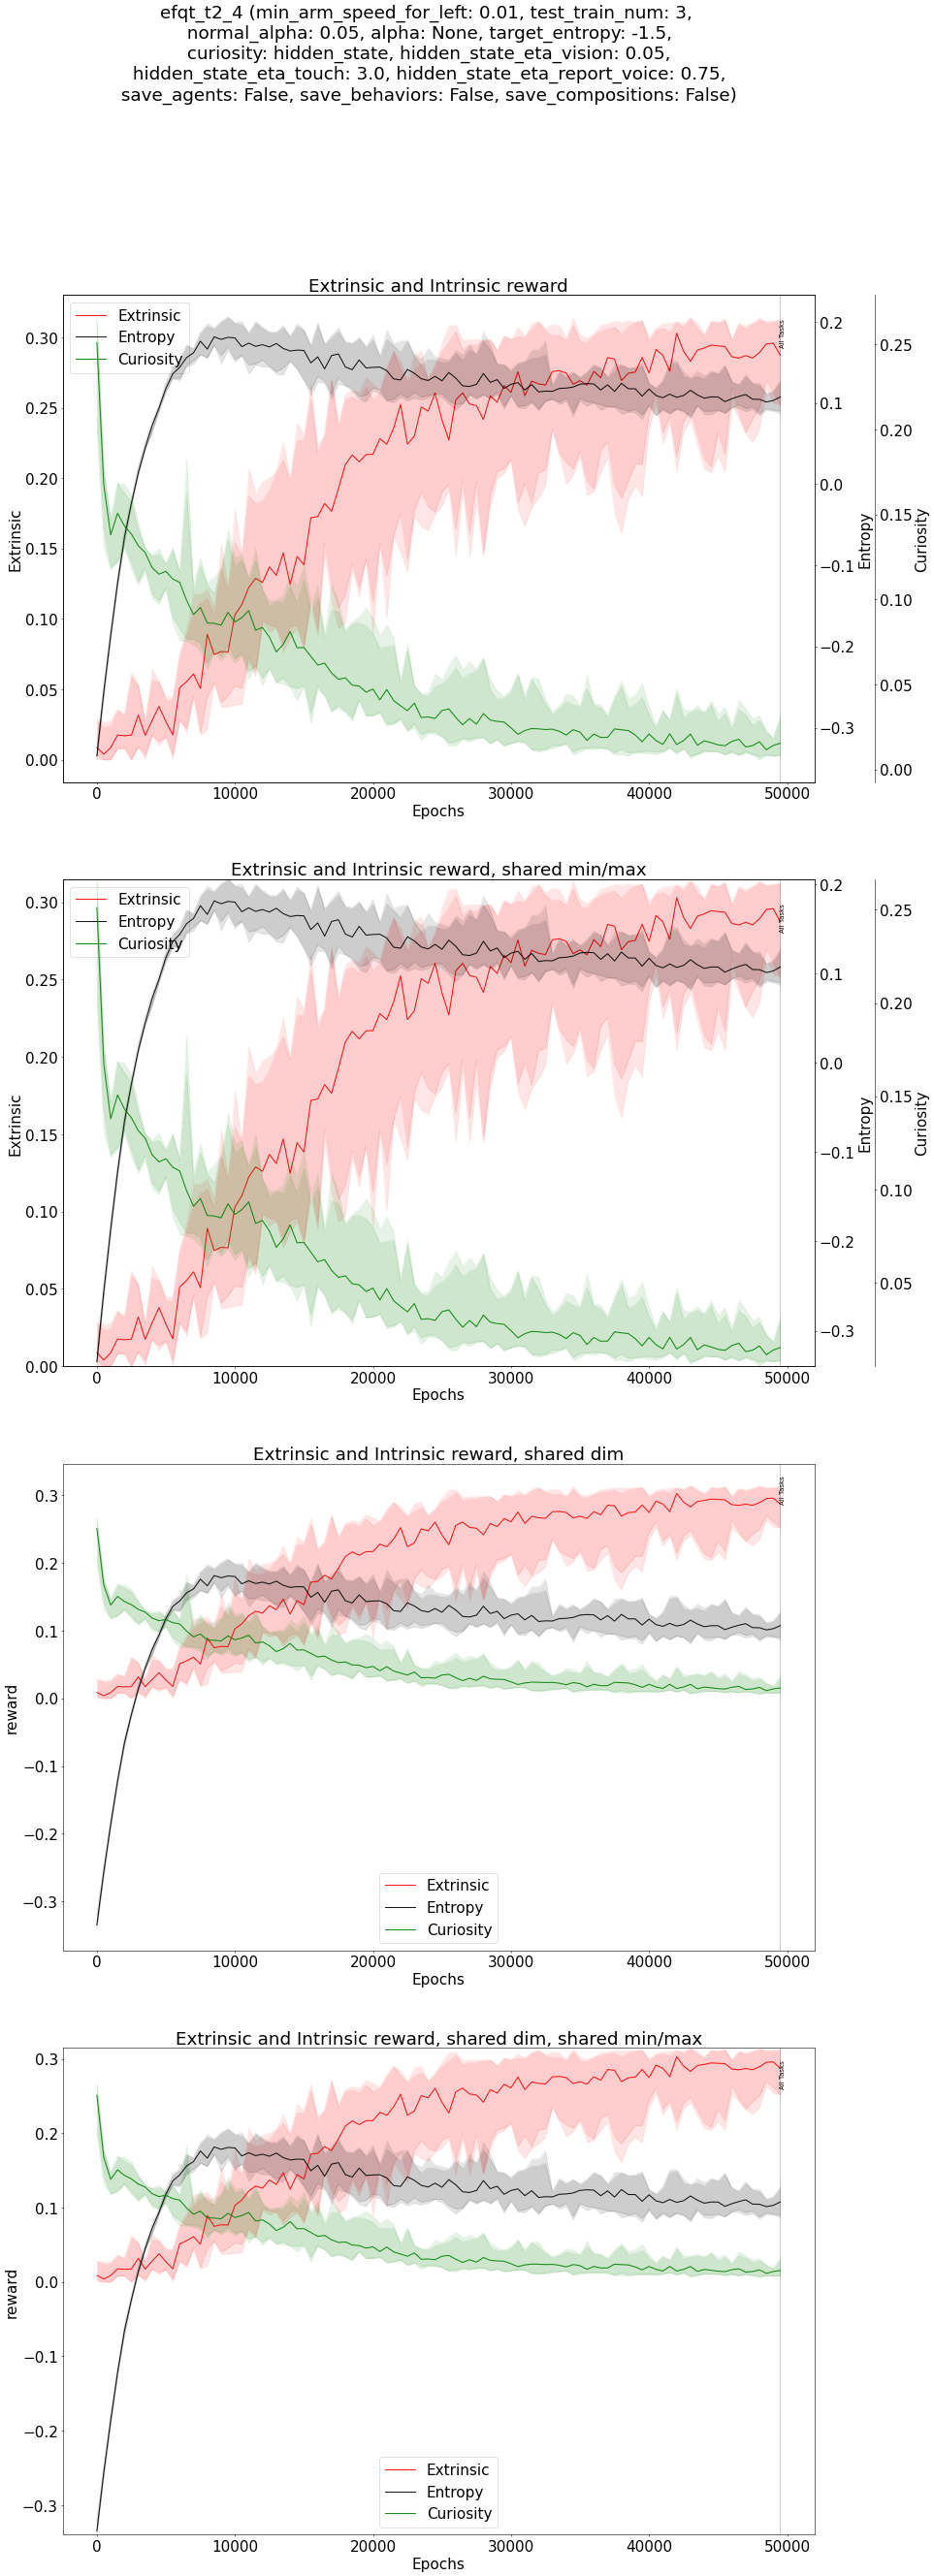 efqt_t2_4 (min_arm_speed_for_left: 0.01, test_train_num: 3,
normal_alpha: 0.05, alpha: None, target_entropy: -1.5,
curiosity: hidden_state, hidden_state_eta_vision: 0.05,
hidden_state_eta_touch: 3.0, hidden_state_eta_report_voice: 0.75,
save_agents: False, save_behaviors: False, save_compositions: False)
Extrinsic and Intrinsic reward
Extrinsic
Entropy
Curiosity
All Tasks
0.30
0.25
0.20
0.15
0.10
0.05
0.00
Extrinsic
0.2
0.1
0.0
−0.1
−0.2
−0.3
Entropy
0.25
0.20
0.15
0.10
0.05
0.00
Curiosity
0 10000 20000 30000 40000 50000
Epochs
Extrinsic and Intrinsic reward, shared min/max
Extrinsic
Entropy
Curiosity
All Tasks
0.30
0.25
0.20
0.15
0.10
0.05
0.00
Extrinsic
0.2
0.1
0.0
−0.1
−0.2
−0.3
Entropy
0.25
0.20
0.15
0.10
0.05
Curiosity
0 10000 20000 30000 40000 50000
Epochs
Extrinsic and Intrinsic reward, shared dim
All Tasks
0.3
0.2
0.1
0.0
−0.1
−0.2
−0.3
reward
Extrinsic
Entropy
Curiosity
0 10000 20000 30000 40000 50000
Epochs
Extrinsic and Intrinsic reward, shared dim, shared min/max
All Tasks
0.3
0.2
0.1
0.0
−0.1
−0.2
−0.3
reward
Extrinsic
Entropy
Curiosity
0 10000 20000 30000 40000 50000
Epochs